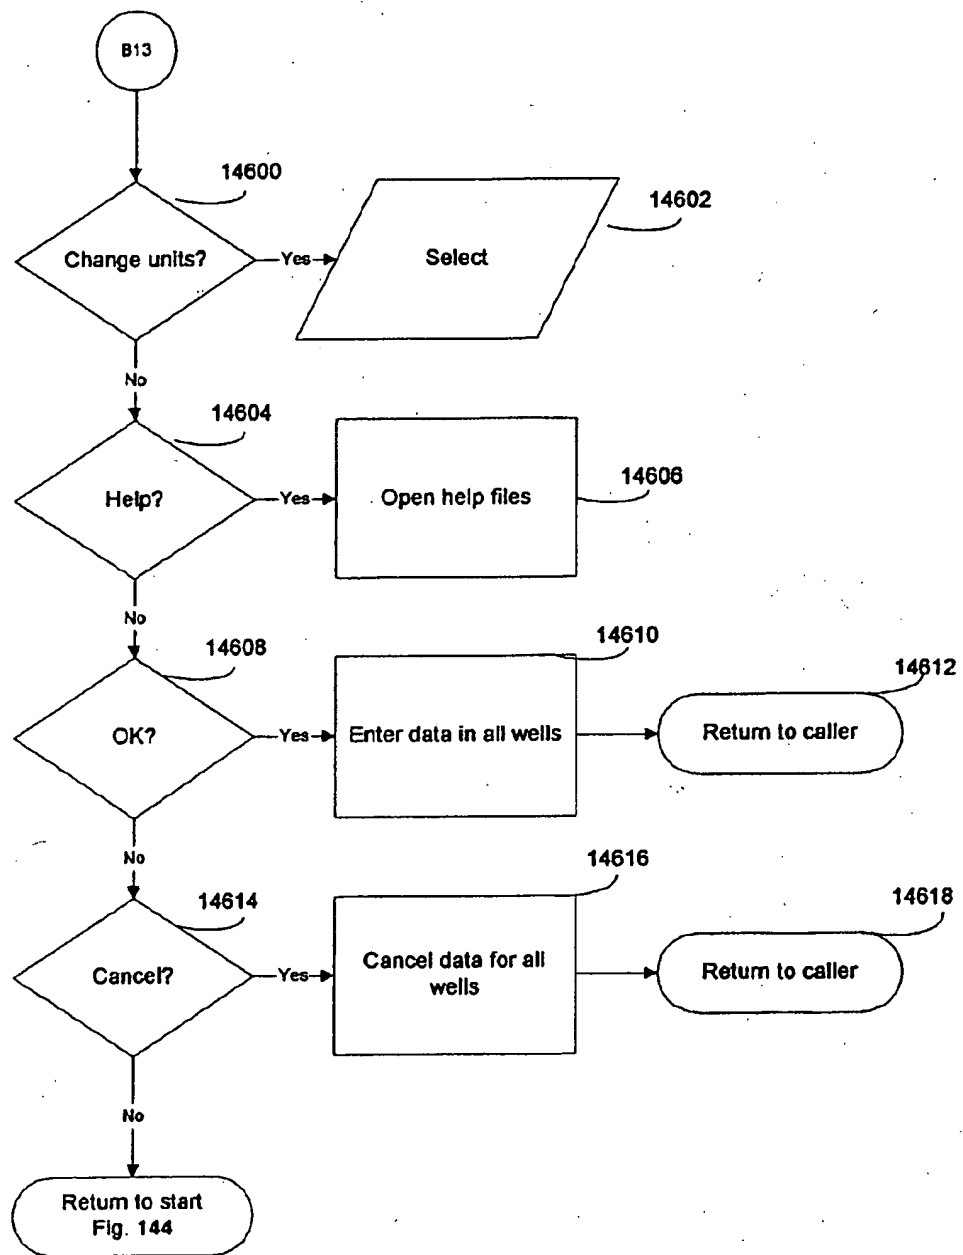 B13
14600
Change units?
Yes
Select
14602
No
14604
Help?
Yes
Open help files
14606
No
14608
OK?
Yes
14610
Enter data in all wells
14612
Return to caller
No
14614
Cancel?
Yes
14616
Cancel data for all
wells
14618
Return to caller
No
Return to start
Fig. 144